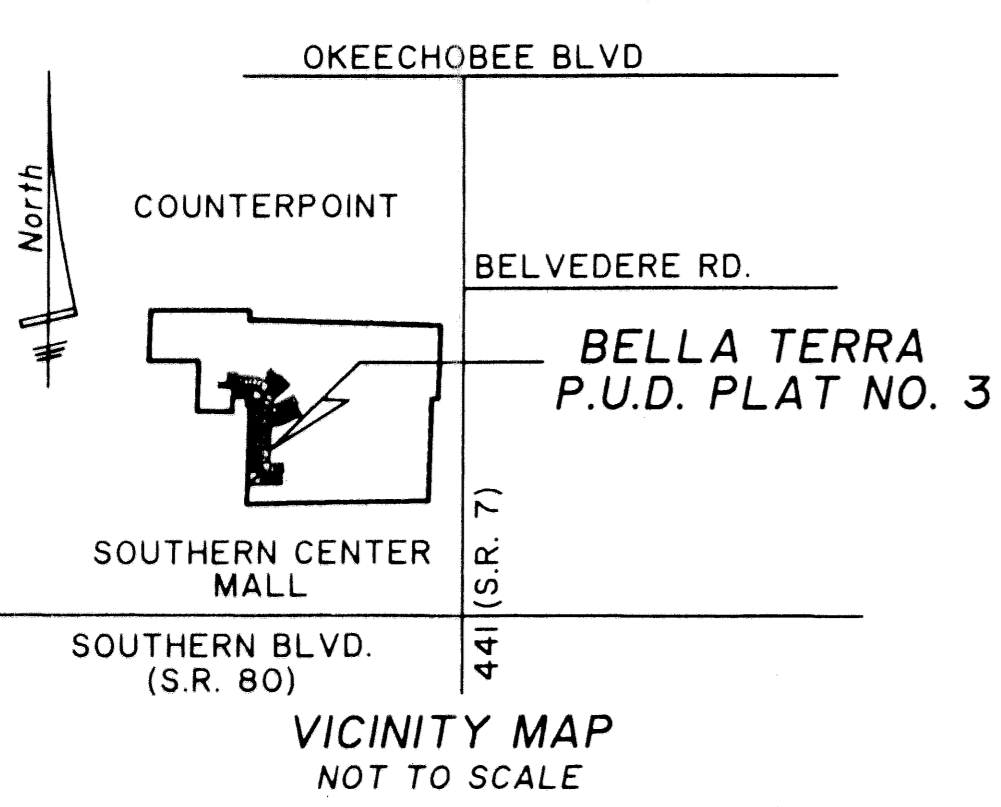 OKEECHOBEE BLVD
North
COUNTERPOINT
BELVEDERE RD.
BELLA TERRA
P.U.D. PLAT NO. 3
441 (S.R. 7)
SOUTHERN CENTER
MALL
SOUTHERN BLVD.
(S.R. 80)
VICINITY MAP
NOT TO SCALE